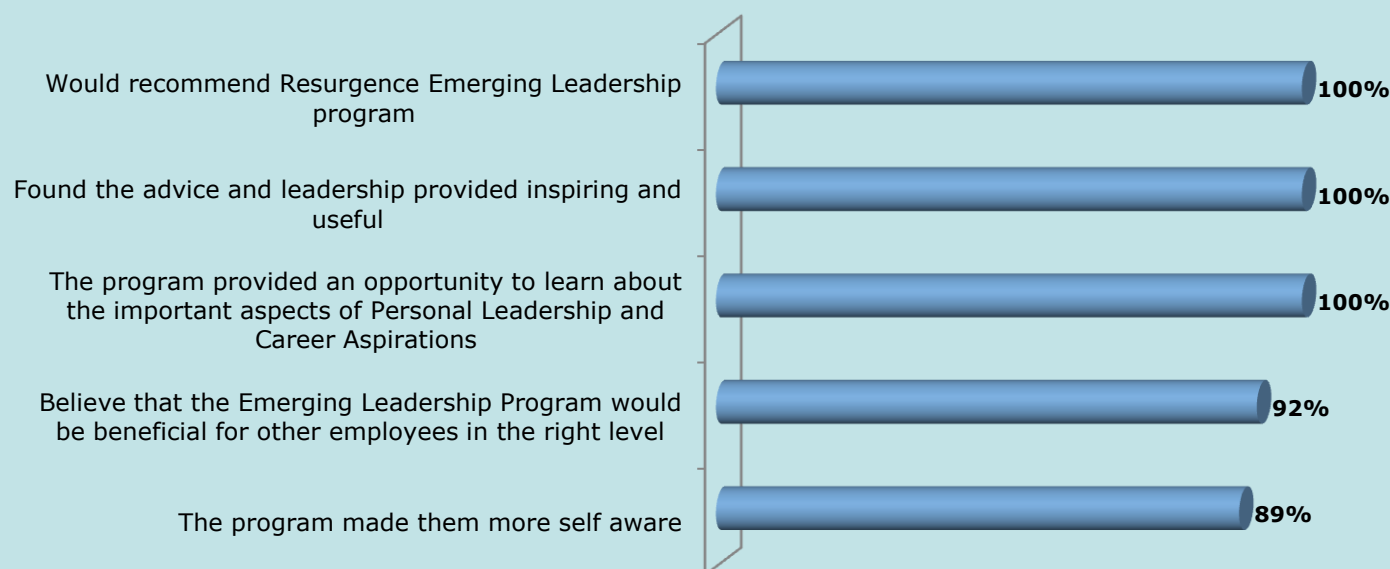 Would recommend Resurgence Emerging Leadership
program
100%
Found the advice and leadership provided inspiring and
useful
100%
The program provided an opportunity to learn about
the important aspects of Personal Leadership and
Career Aspirations
100%
Believe that the Emerging Leadership Program would
be beneficial for other employees in the right level
92%
The program made them more self aware
89%